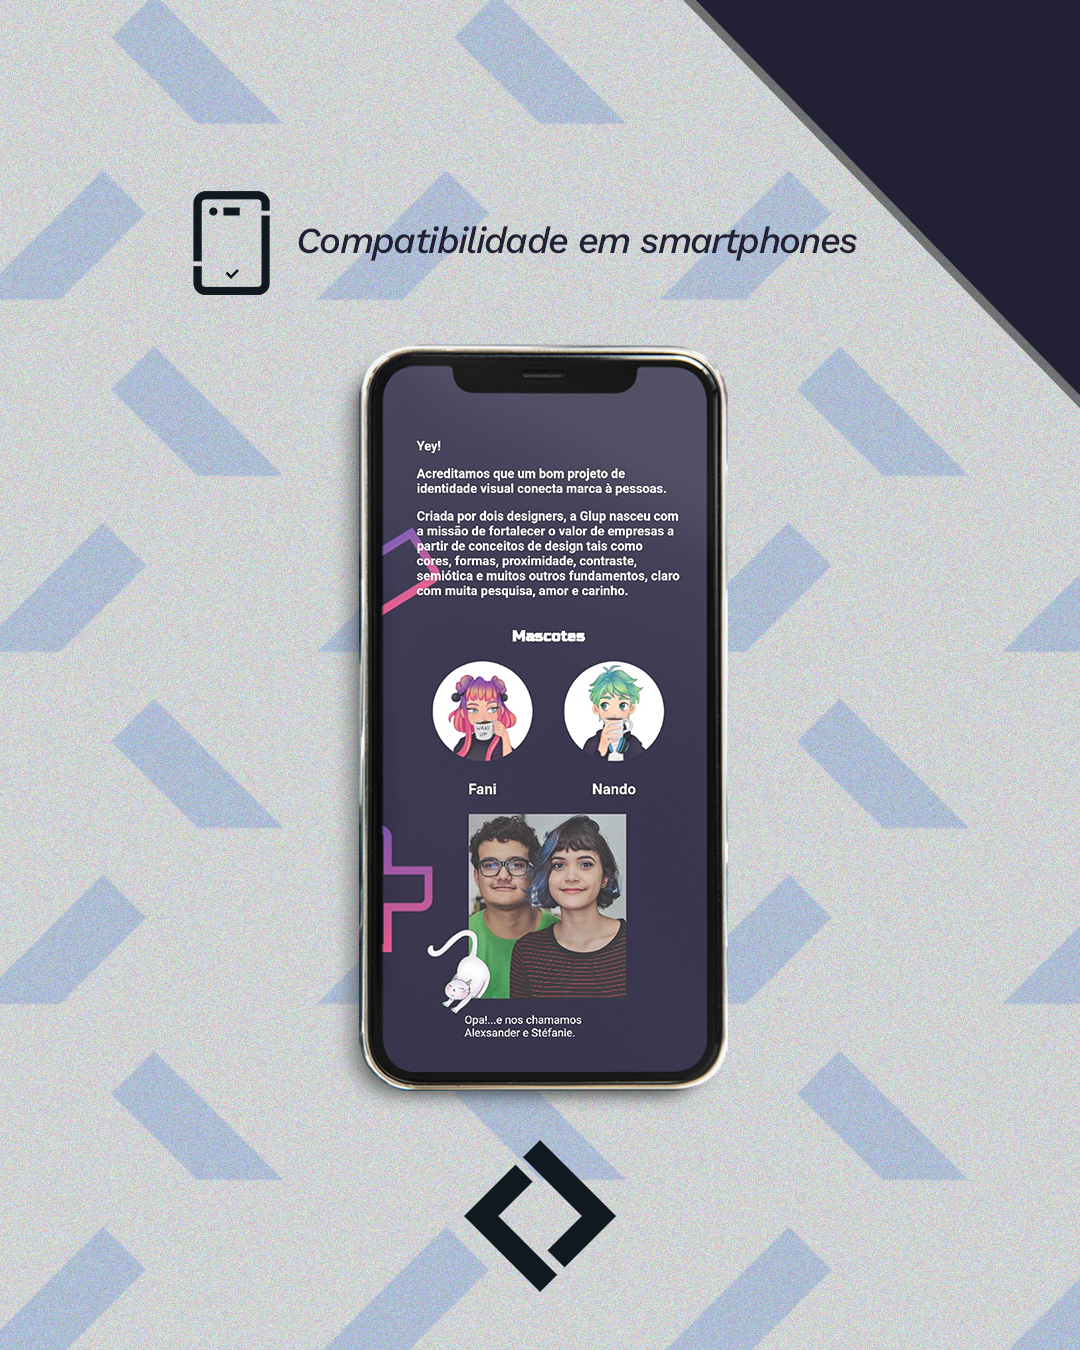 Compatibilidade em smartphones
Yey!
Acreditamos que um bom projeto de
identidade visual conecta marca à pessoas.
Criada por dois designers, a Glup nasceu com
a missão de fortalecer o valor de empresas a
partir de conceitos de design tais como
cores, formas, proximidade, contraste,
semiótica e muitos outros fundamentos, claro
com muita pesquisa, amor e carinho.
Mascotes
WAKE
UP
Fani
Nando
Opa!...e nos chamamos
Alexsander e Stéfanie.